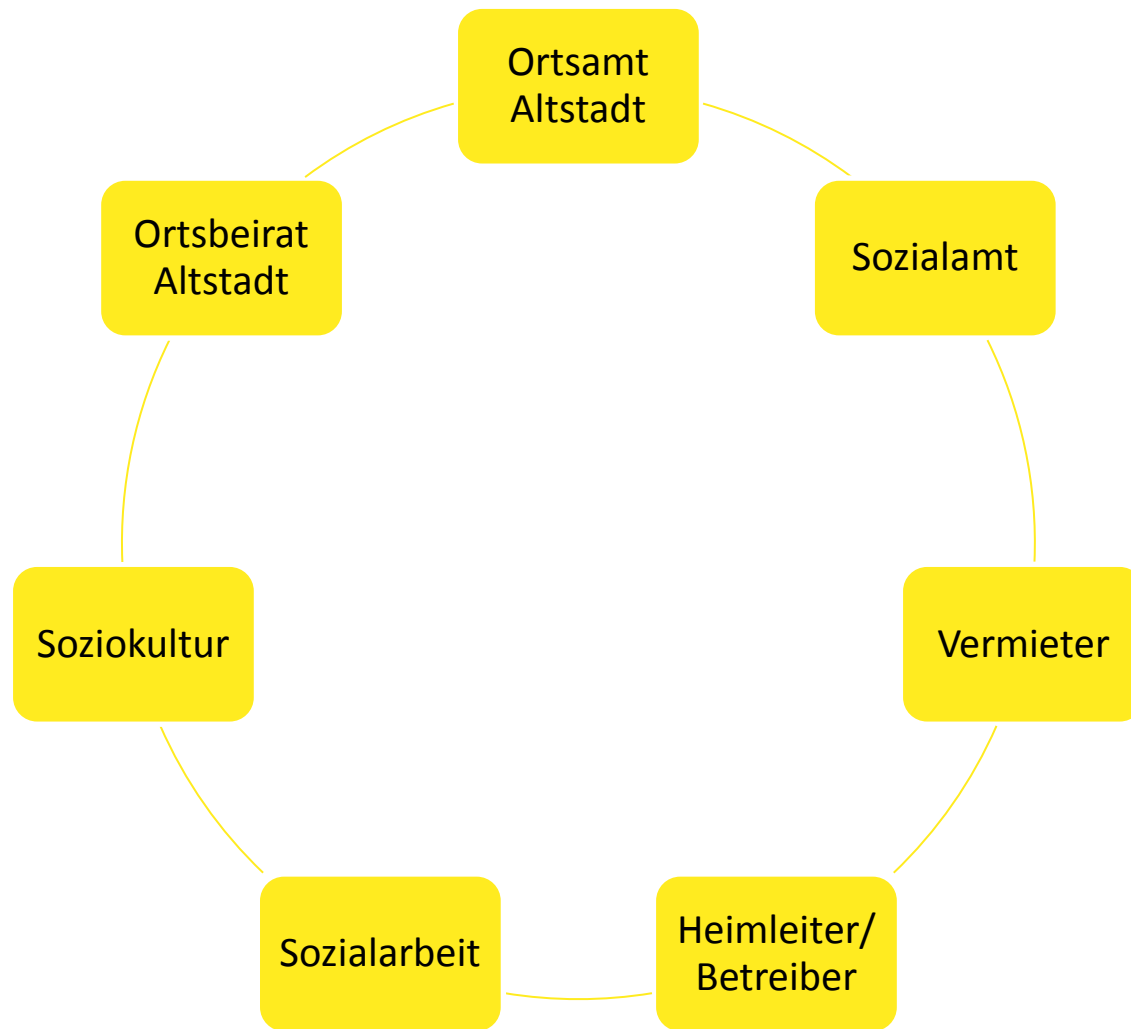 Ortsamt
Altstadt
Sozialamt
Vermieter
Heimleiter/
Betreiber
Sozialarbeit
Soziokultur
Ortsbeirat
Altstadt